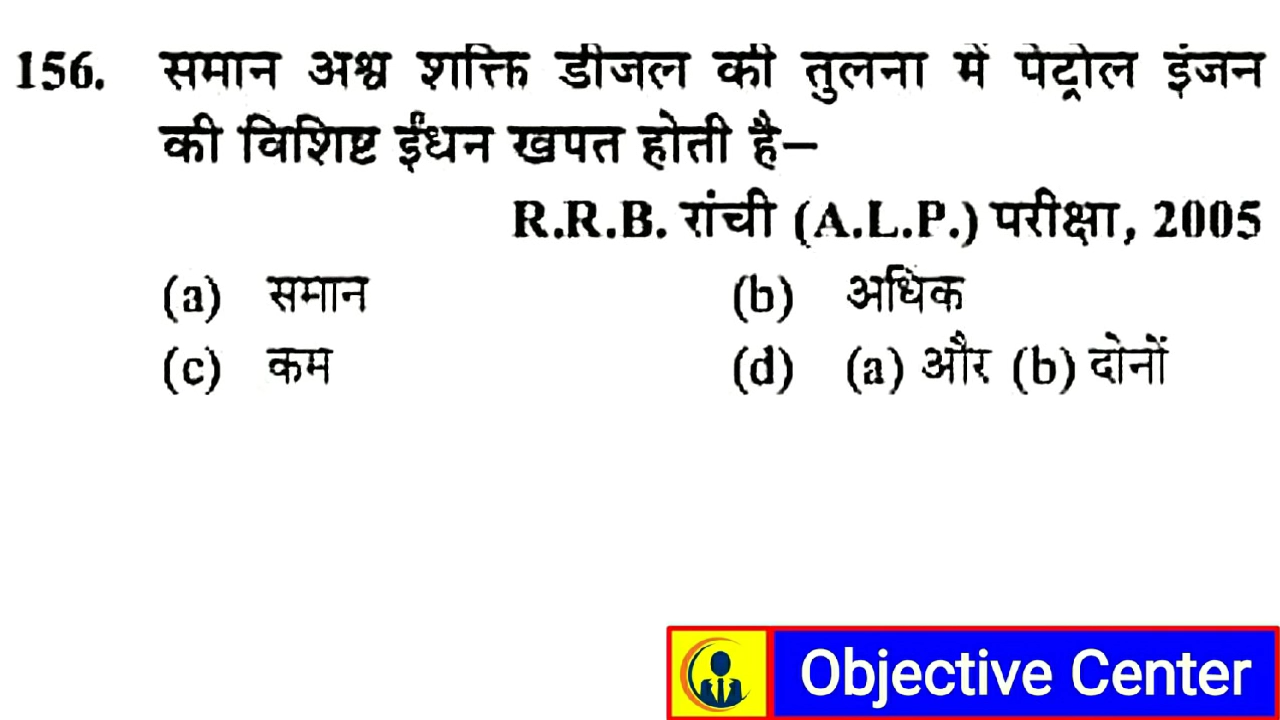 156. समान अश्व शक्ति डीजल की तुलना में पेट्रोल इंजन
की विशिष्ट ईंधन खपत होती है–
R.R.B. रांची (A.L.P.) परीक्षा, 2005
(a) समान (b) अधिक
(c) कम (d) (a) और (b) दोनों
Objective Center